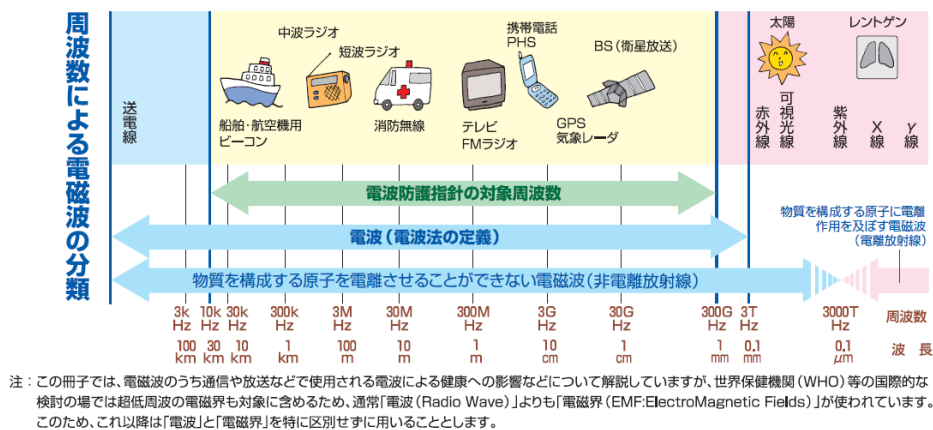 周波数による電磁波の分類
送電線
中波ラジオ
短波ラジオ
携帯電話
PHS
BS(衛星放送)
太陽
レントゲン
船舶・航空機用
ビーコン
消防無線
テレビ
FMラジオ
GPS
気象レーダ
赤外線
可視光線
紫外線
X線
γ線
電波防護指針の対象周波数
電波(電波法の定義)
物質を構成する原子を電離させることができない電磁波(非電離放射線)
物質を構成する原子に電離
作用を及ぼす電磁波
(電離放射線)
3k 10k 30k 300k 3M 30M 300M 3G 30G 300G 3T 3000T 周波数
Hz Hz Hz Hz Hz Hz Hz Hz Hz Hz Hz Hz
100 30 10 1 100 10 1 10 1 1 0.1 0.1 波長
km km km km m m m cm cm mm mm μm
注:この冊子では、電磁波のうち通信や放送などで使用される電波による健康への影響などについて解説していますが、世界保健機関(WHO)等の国際的な
検討の場では超低周波の電磁界も対象に含めるため、通常「電波(Radio Wave)」よりも「電磁界(EMF:ElectroMagnetic Fields)」が使われています。
このため、これ以降は「電波」と「電磁界」を特に区別せずに用いることとします。